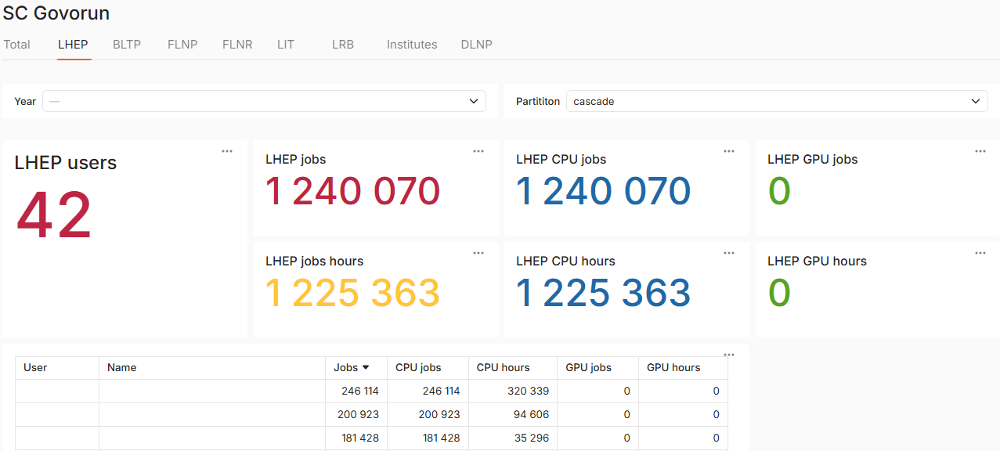 SC Govorun
Total LHEP BLTP FLNP FLNR LIT LRB Institutes DLNP
Year — Partititon cascade
LHEP users
42
LHEP jobs
1 240 070
LHEP CPU jobs
1 240 070
LHEP GPU jobs
0
LHEP jobs hours
1 225 363
LHEP CPU hours
1 225 363
LHEP GPU hours
0
User Name Jobs CPU jobs CPU hours GPU jobs GPU hours
246 114 246 114 320 339 0 0
200 923 200 923 94 606 0 0
181 428 181 428 35 296 0 0